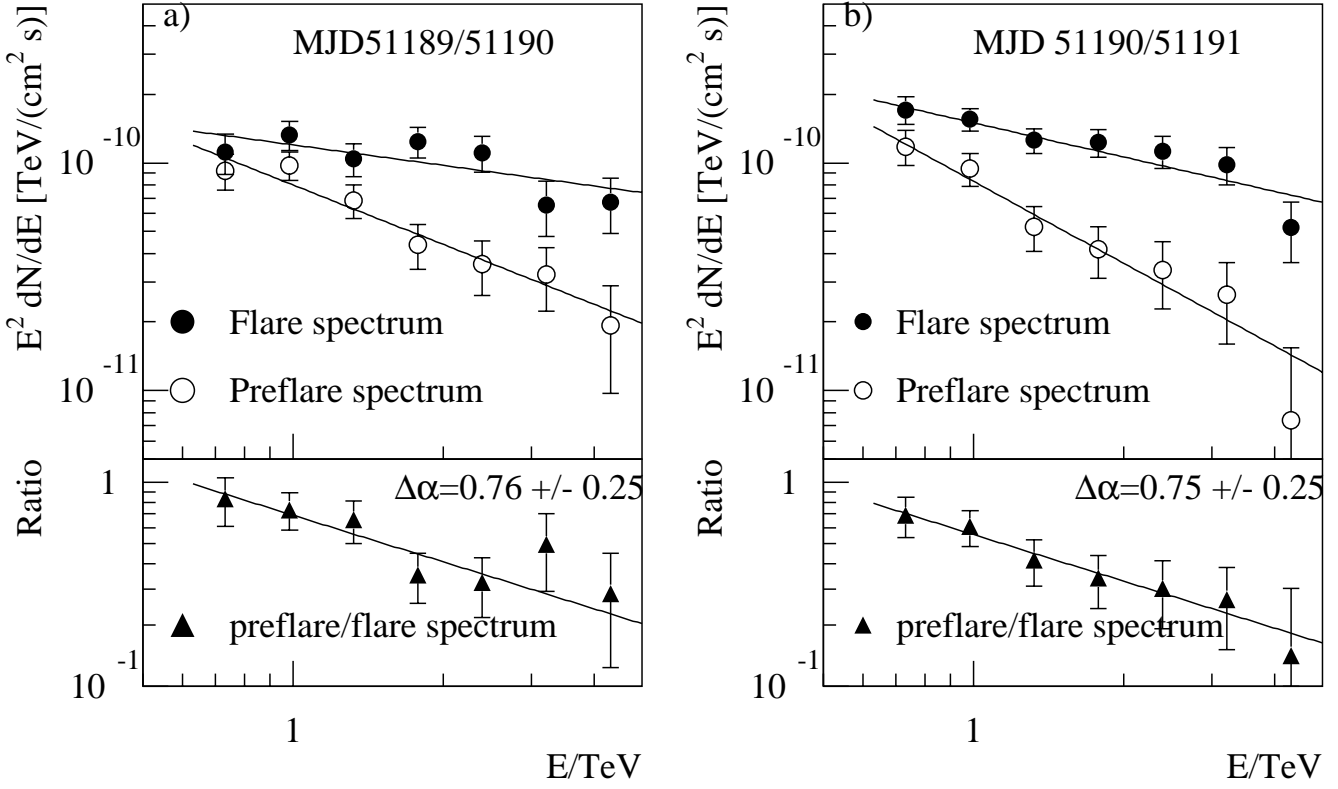 a)
MJD51189/51190
E² dN/dE [TeV/(cm² s)]
10⁻¹⁰
10⁻¹¹
Flare spectrum
Preflare spectrum
Ratio
1
10⁻¹
Δα=0.76 +/- 0.25
preflare/flare spectrum
1
E/TeV
b)
MJD 51190/51191
E² dN/dE [TeV/(cm² s)]
10⁻¹⁰
10⁻¹¹
Flare spectrum
Preflare spectrum
Ratio
1
10⁻¹
Δα=0.75 +/- 0.25
preflare/flare spectrum
1
E/TeV